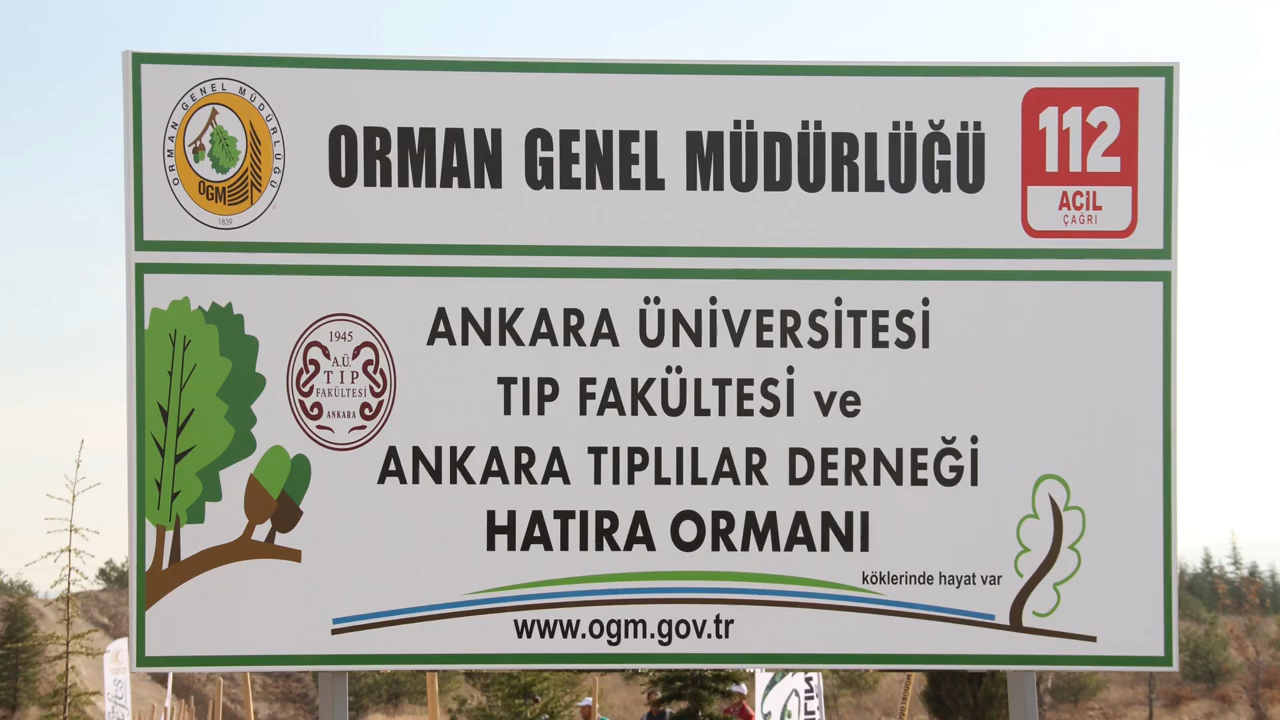 ORMAN GENEL MÜDÜRLÜĞÜ
OGM
1839
ORMAN GENEL MÜDÜRLÜĞÜ
112
ACİL
ÇAĞRI
1945
A.Ü.
TIP
FAKÜLTESİ
ANKARA
ANKARA ÜNİVERSİTESİ
TIP FAKÜLTESİ ve
ANKARA TIPLILAR DERNEĞİ
HATIRA ORMANI
köklerinde hayat var
www.ogm.gov.tr